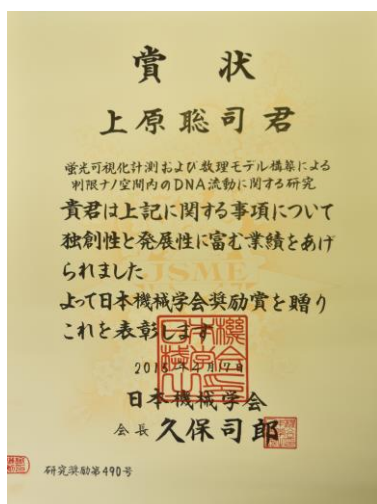 賞状
上原聡司君
蛍光可視化計測および数理モデル構築による
制限ナノ空間内のDNA流動に関する研究
貴君は上記に関する事項について
独創性と発展性に富む業績をあげ
られました
JSME
よって日本機械学会奨励賞を贈り
これを表彰します
日本機械学会
会長 久保司郎
研究奨励第490号